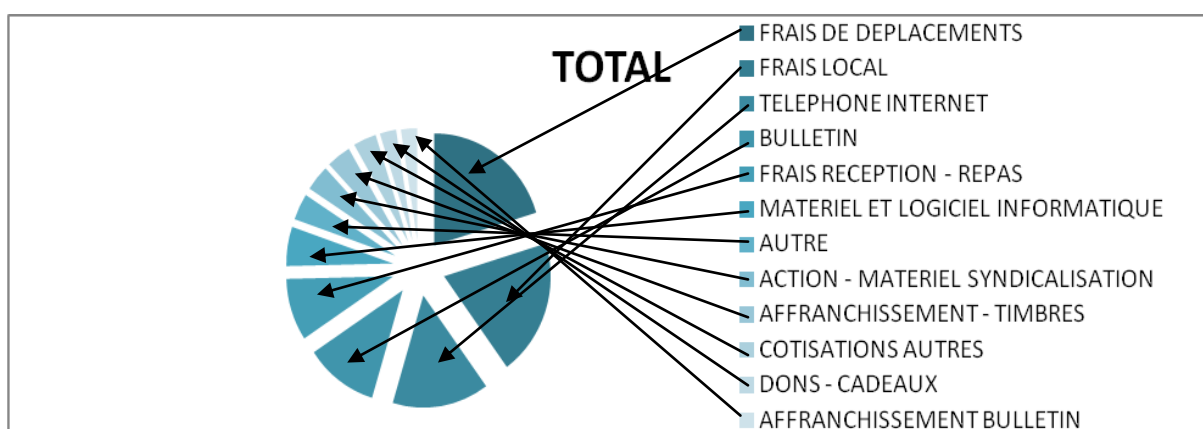 TOTAL
FRAIS DE DEPLACEMENTS
FRAIS LOCAL
TELEPHONE INTERNET
BULLETIN
FRAIS RECEPTION - REPAS
MATERIEL ET LOGICIEL INFORMATIQUE
AUTRE
ACTION - MATERIEL SYNDICALISATION
AFFRANCHISSEMENT - TIMBRES
COTISATIONS AUTRES
DONS - CADEAUX
AFFRANCHISSEMENT BULLETIN